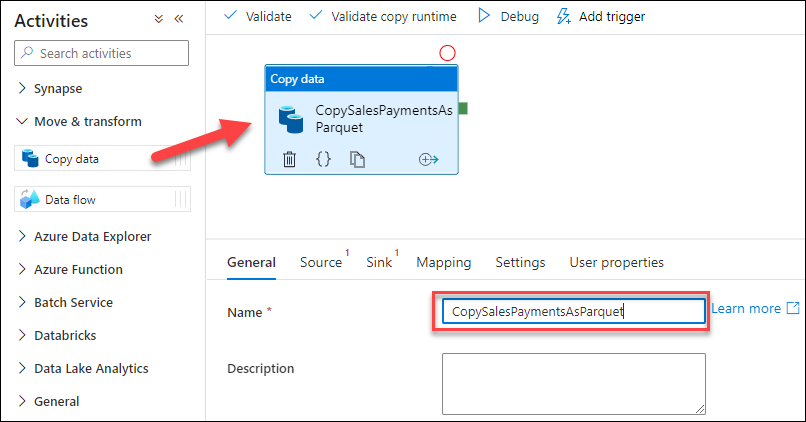 Activities
Search activities
Synapse
Move & transform
Copy data
Data flow
Azure Data Explorer
Azure Function
Batch Service
Databricks
Data Lake Analytics
General
Validate
Validate copy runtime
Debug
Add trigger
Copy data
CopySalesPaymentsAs
Parquet
{}
General
Source 1
Sink 1
Mapping
Settings
User properties
Name *
CopySalesPaymentsAsParquet
Learn more
Description